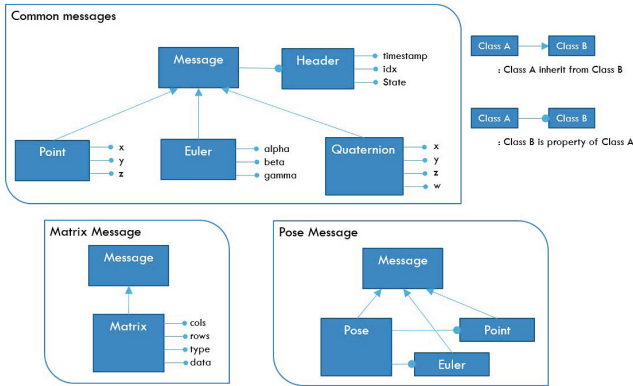 Common messages
Message
Header
timestamp
idx
State
Point
x
y
z
Euler
alpha
beta
gamma
Quaternion
x
y
z
w
Class A
Class B
: Class A inherit from Class B
Class A
Class B
: Class B is property of Class A
Matrix Message
Message
Matrix
cols
rows
type
data
Pose Message
Message
Pose
Point
Euler